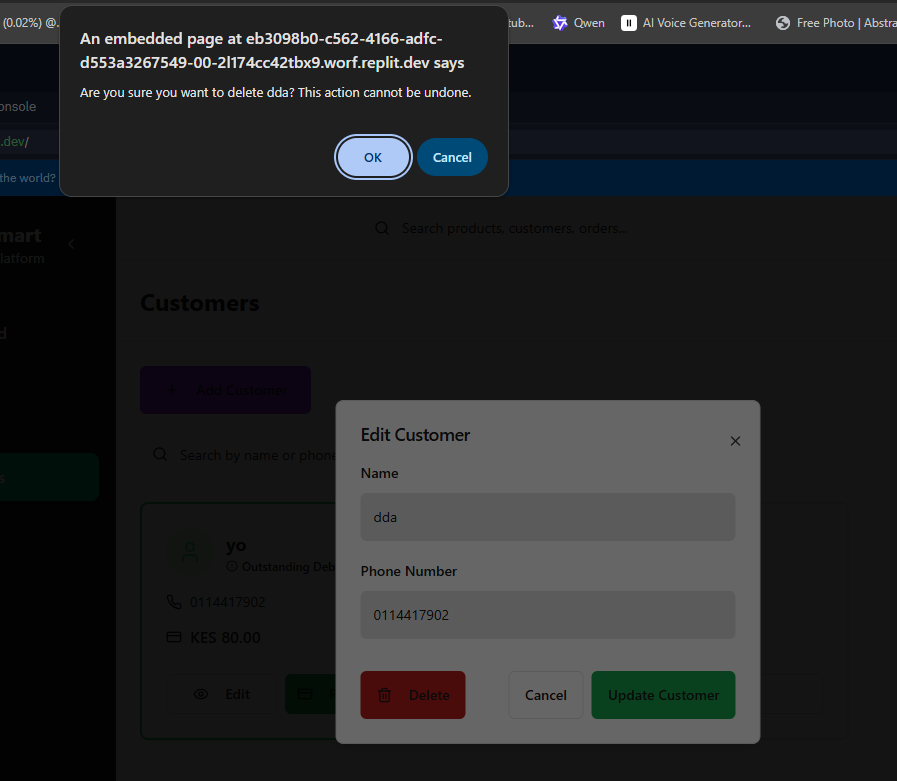 (0.02%) @.
tub...
Qwen
AI Voice Generator...
Free Photo | Abstra
An embedded page at eb3098b0-c562-4166-adfc-
d553a3267549-00-2l174cc42tbx9.worf.replit.dev says
Are you sure you want to delete dda? This action cannot be undone.
OK
Cancel
onsole
.dev/
the world?
mart
latform
Search products, customers, orders...
Customers
d
Add Customer
Search by name or phone
s
yo
Outstanding Deb
0114417902
KES 80.00
Edit
P
Edit Customer
Name
dda
Phone Number
0114417902
Delete
Cancel
Update Customer